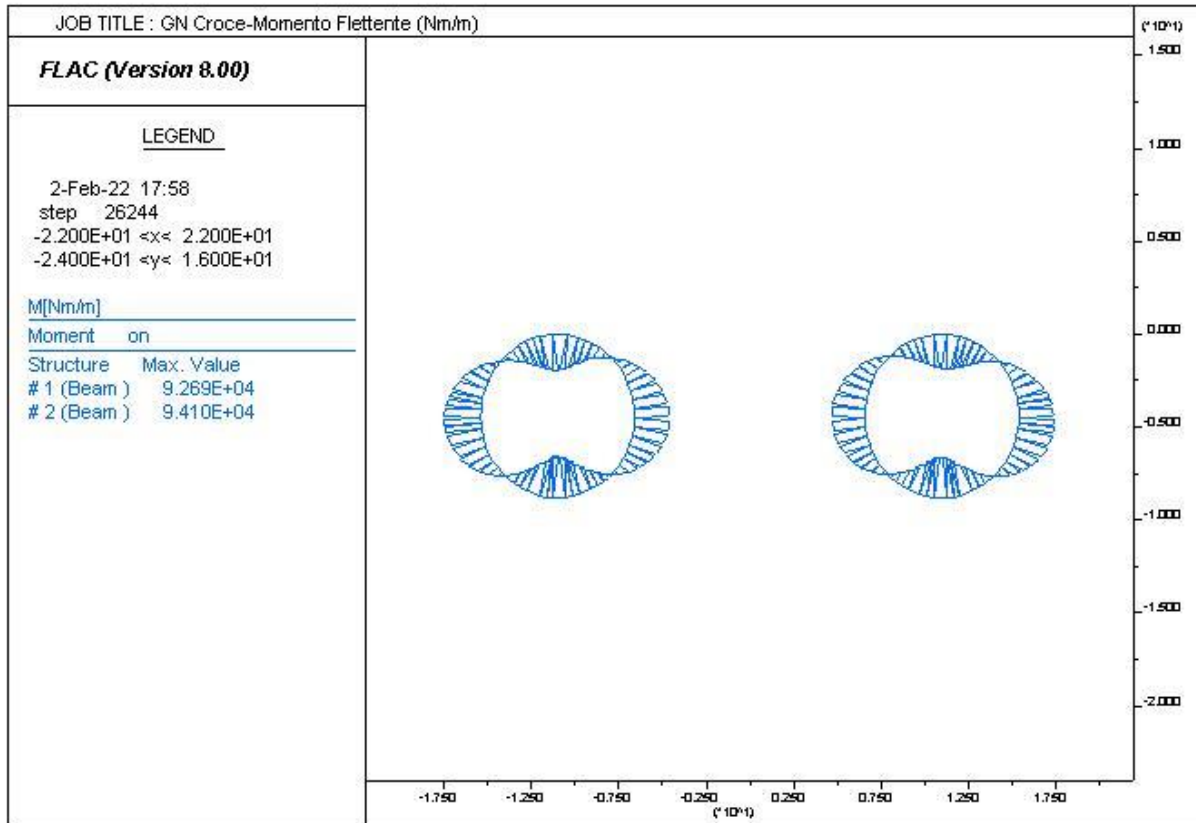 JOB TITLE : GN Croce-Momento Flettente (Nm/m)
FLAC (Version 8.00)
LEGEND
2-Feb-22 17:58
step 26244
-2.200E+01 <x< 2.200E+01
-2.400E+01 <y< 1.600E+01
M[Nm/m]
Moment on
Structure Max. Value
# 1 (Beam ) 9.269E+04
# 2 (Beam ) 9.410E+04
(*10^1)
1.500
1.000
0.500
0.000
-0.500
-1.000
-1.500
-2.000
-1.750 -1.250 -0.750 -0.250 0.250 0.750 1.250 1.750
(*10^1)